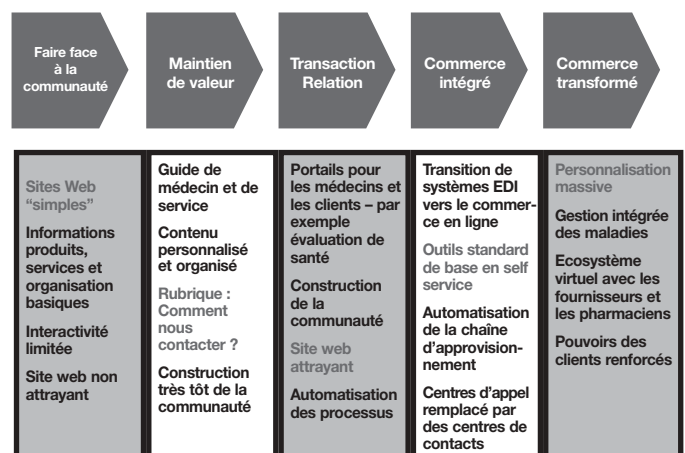 Faire face
à la
communauté
Maintien
de valeur
Transaction
Relation
Commerce
intégré
Commerce
transformé
Sites Web
“simples”
Informations
produits,
services et
organisation
basiques
Interactivité
limitée
Site web non
attrayant
Guide de
médecin et de
service
Contenu
personnalisé
et organisé
Rubrique :
Comment
nous
contacter ?
Construction
très tôt de la
communauté
Portails pour
les médecins et
les clients – par
exemple
évaluation de
santé
Construction
de la
communauté
Site web
attrayant
Automatisation
des processus
Transition de
systèmes EDI
vers le commer-
ce en ligne
Outils standard
de base en self
service
Automatisation
de la chaîne
d’approvision-
nement
Centres d’appel
remplacé par
des centres de
contacts
Personnalisation
massive
Gestion intégrée
des maladies
Ecosystème
virtuel avec les
fournisseurs et
les pharmaciens
Pouvoirs des
clients renforcés